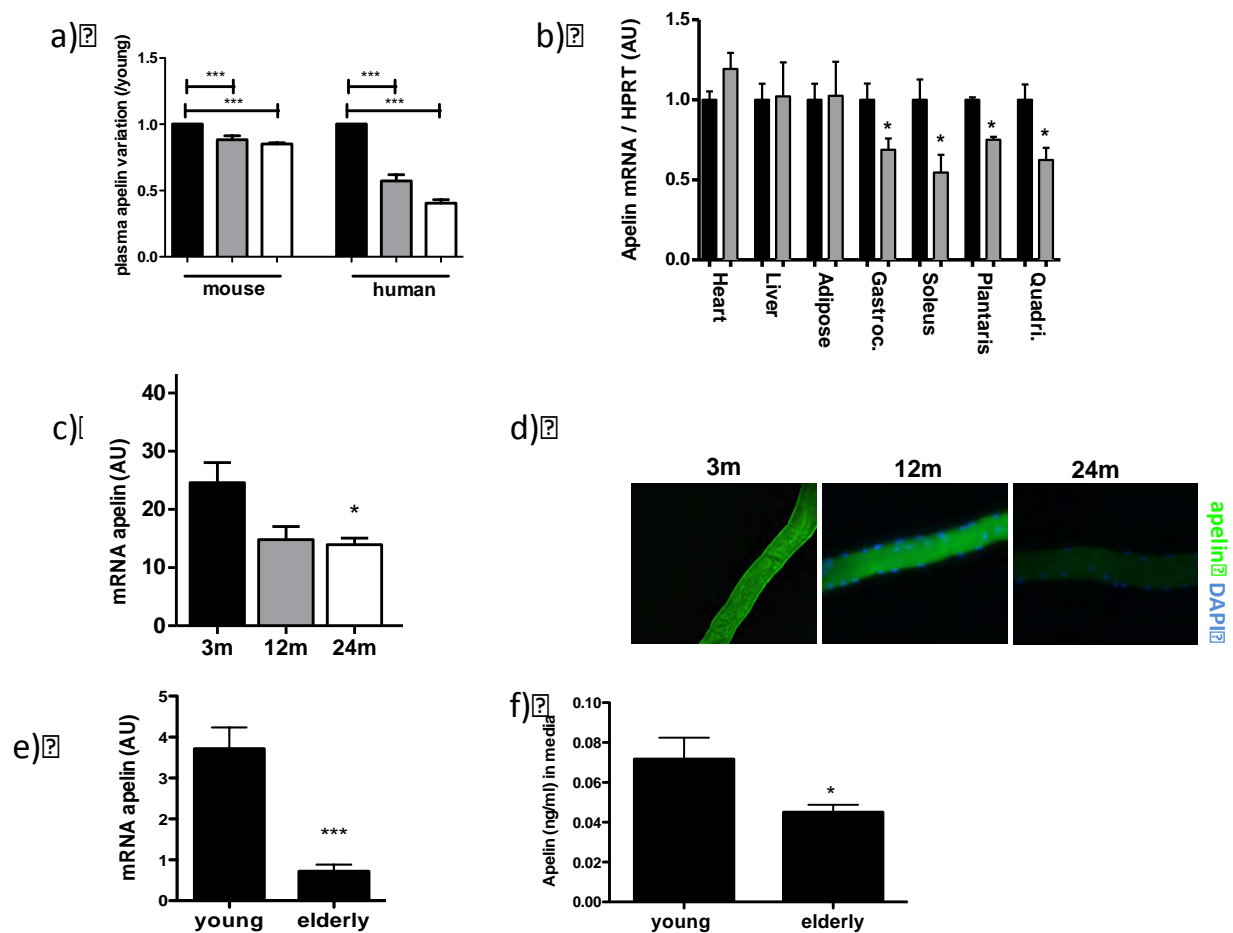 a)
plasma apelin variation (/young)
1.5
1.0
0.5
0.0
***
***
***
***
mouse
human
b)
Apelin mRNA / HPRT (AU)
1.5
1.0
0.5
0.0
*
*
*
*
Heart
Liver
Adipose
Gastroc.
Soleus
Plantaris
Quadri.
c)
mRNA apelin (AU)
40
30
20
10
0
*
3m
12m
24m
d)
3m
12m
24m
apelin DAPI
e)
mRNA apelin (AU)
5
4
3
2
1
0
***
young
elderly
f)
Apelin (ng/ml) in media
0.10
0.08
0.06
0.04
0.02
0.00
*
young
elderly